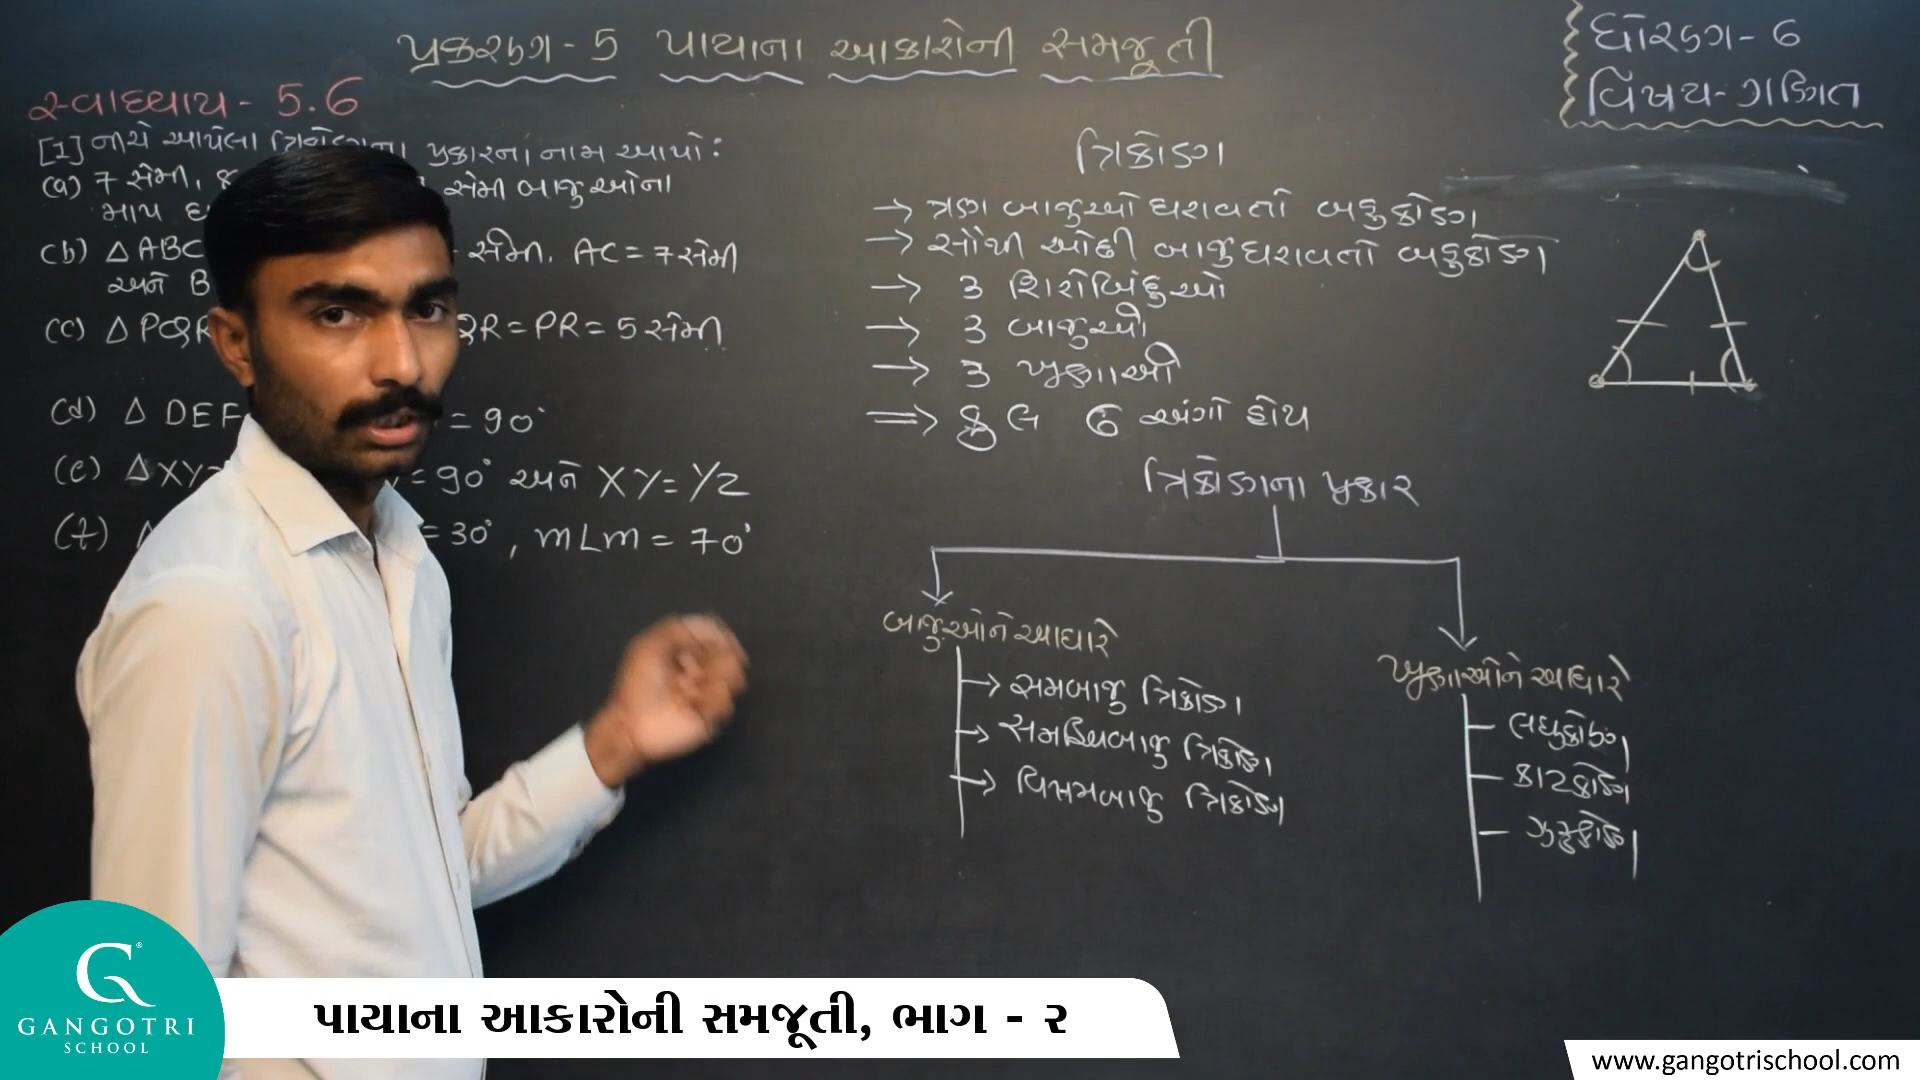 પ્રકરણ - 5 પાયાના આકારોની સમજૂતી
ધોરણ - 6
વિષય - ગણિત
સ્વાધ્યાય - 5.6
[1] નીચે આપેલા પ્રકારના નામ આપો :
(a) 7 સેમી, સેમી બાજુઓના
માપ
(b) △ ABC સેમી. AC = 7 સેમી
અને B
(c) △ PQR QR = PR = 5 સેમી
(d) △ DEF = 90°
(e) △ XY = 90° અને XY = YZ
(f) = 30°, m∠m = 70°
ત્રિકોણ
→ ત્રણ બાજુઓ ધરાવતો બહુકોણ
→ સૌથી ઓછી બાજુ ધરાવતો બહુકોણ
→ 3 શિરોબિંદુઓ
→ 3 બાજુઓ
→ 3 ખૂણાઓ
⇒ કુલ 6 અંગો હોય
ત્રિકોણના પ્રકાર
બાજુઓને આધારે
→ સમબાજુ ત્રિકોણ
→ સમદ્વિબાજુ ત્રિકોણ
→ વિસમબાજુ ત્રિકોણ
ખૂણાઓને આધારે
લઘુકોણ
કાટકોણ
ગુરુકોણ
GANGOTRI
SCHOOL
પાયાના આકારોની સમજૂતી, ભાગ - ૨
www.gangotrischool.com